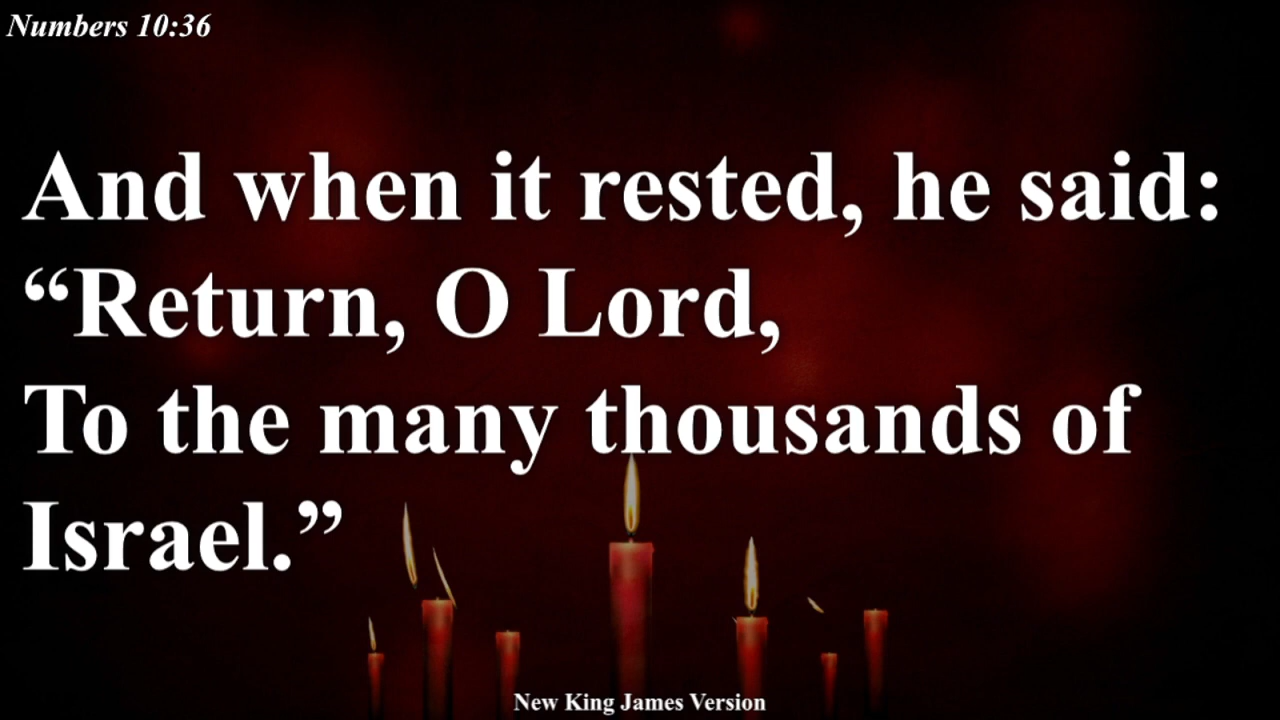 Numbers 10:36
And when it rested, he said:
“Return, O Lord,
To the many thousands of
Israel.”
New King James Version